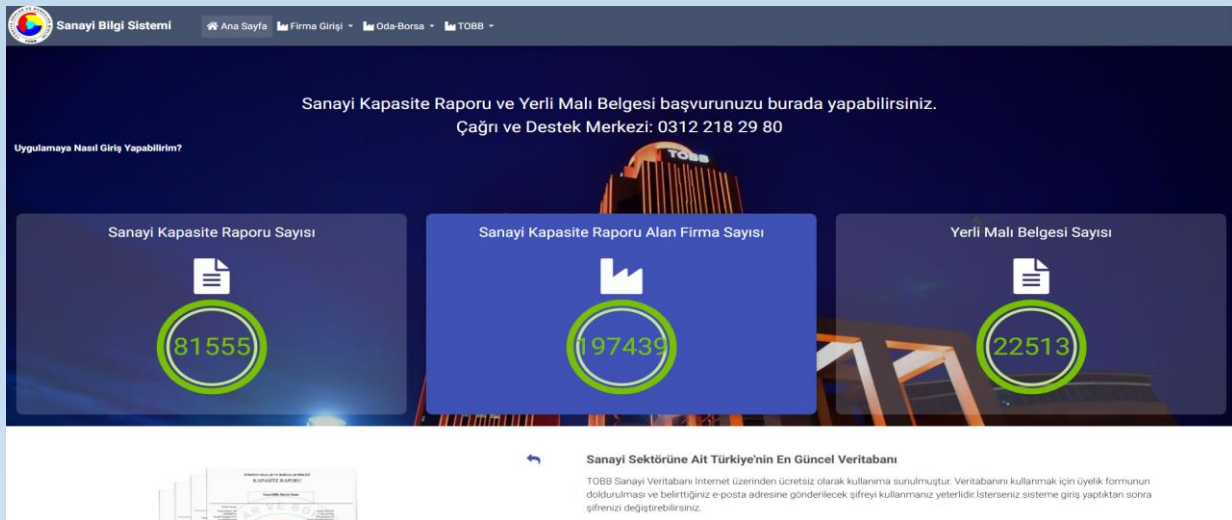 Sanayi Bilgi Sistemi
Ana Sayfa
Firma Girişi
Oda-Borsa
TOBB
Sanayi Kapasite Raporu ve Yerli Malı Belgesi başvurunuzu burada yapabilirsiniz.
Çağrı ve Destek Merkezi: 0312 218 29 80
Uygulamaya Nasıl Giriş Yapabilirim?
TOBB
Sanayi Kapasite Raporu Sayısı
81555
Sanayi Kapasite Raporu Alan Firma Sayısı
197439
Yerli Malı Belgesi Sayısı
22513
KAPASİTE RAPORU
Sanayi Sektörüne Ait Türkiye'nin En Güncel Veritabanı
TOBB Sanayi Veritabanı Internet üzerinden ücretsiz olarak kullanıma sunulmuştur. Veritabanını kullanmak için üyelik formunun
doldurulması ve belirttiğiniz e-posta adresine gönderilecek şifreyi kullanmanız yeterlidir.İsterseniz sisteme giriş yaptıktan sonra
şifrenizi değiştirebilirsiniz.